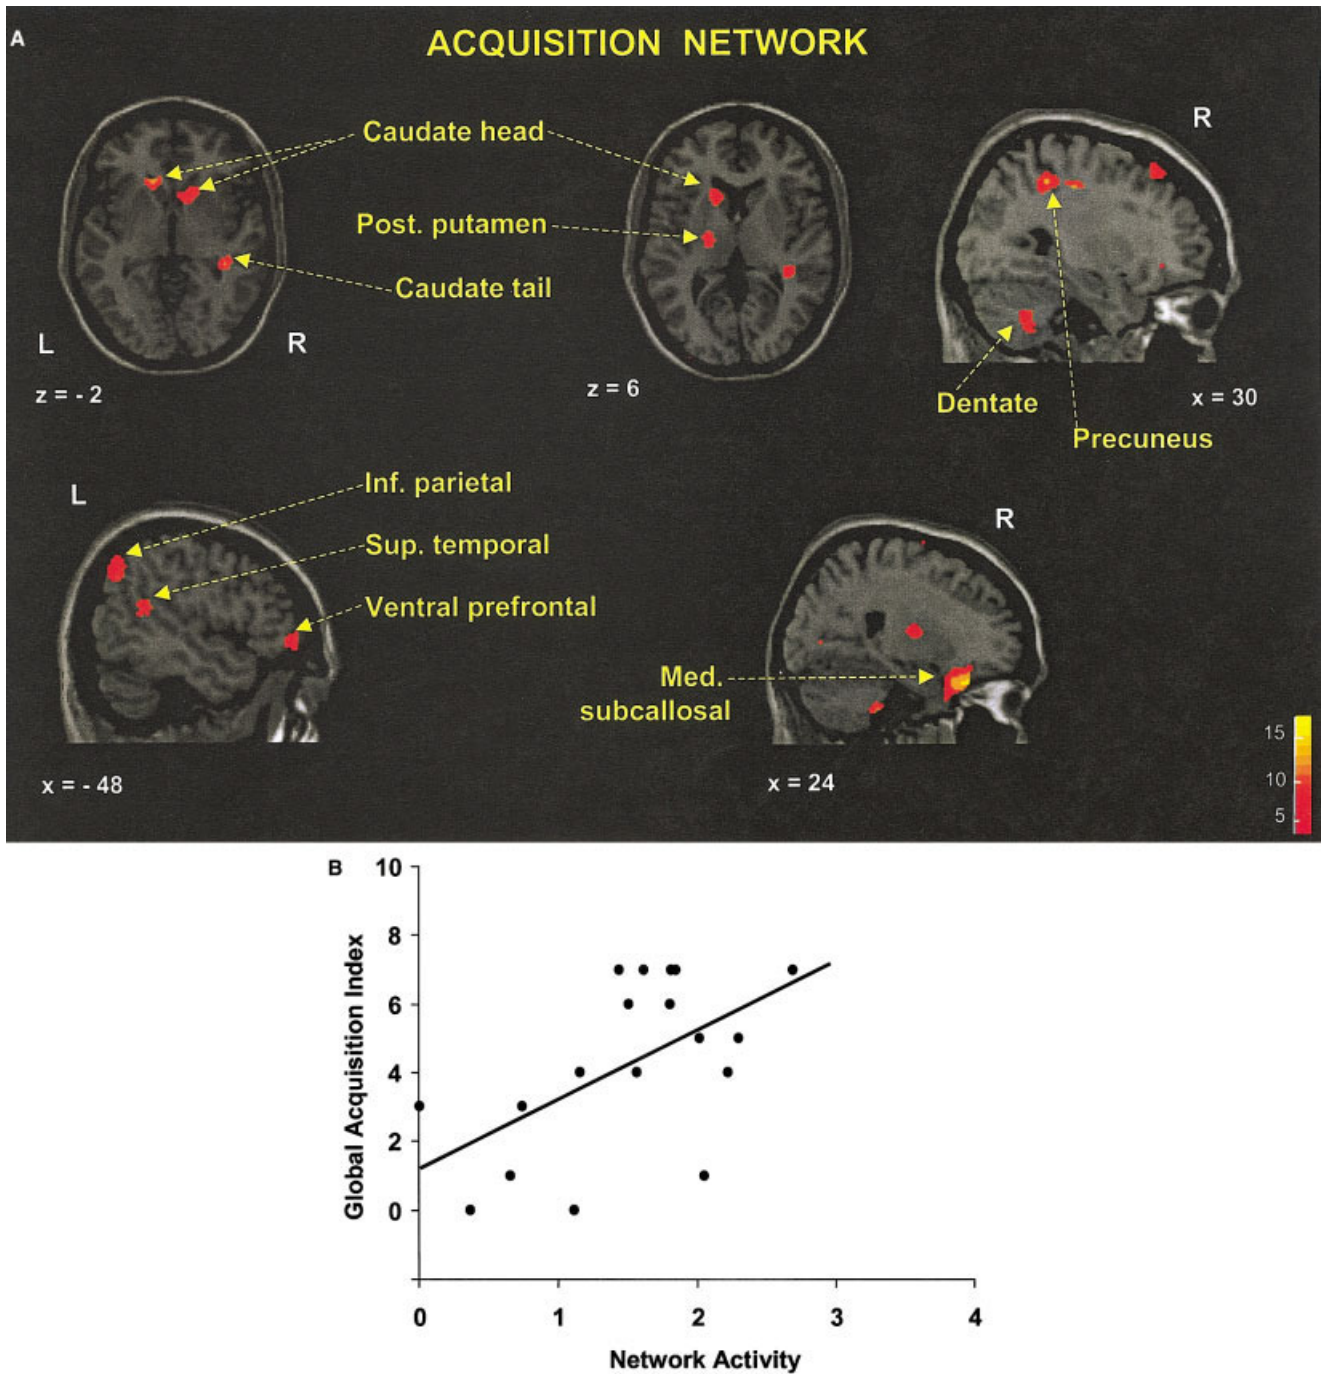 A
ACQUISITION NETWORK
Caudate head
Post. putamen
Caudate tail
L
R
z = - 2
z = 6
R
Dentate
Precuneus
x = 30
L
Inf. parietal
Sup. temporal
Ventral prefrontal
x = - 48
R
Med.
subcallosal
x = 24
15
10
5
B
10
8
6
4
2
0
Global Acquisition Index
0 1 2 3 4
Network Activity